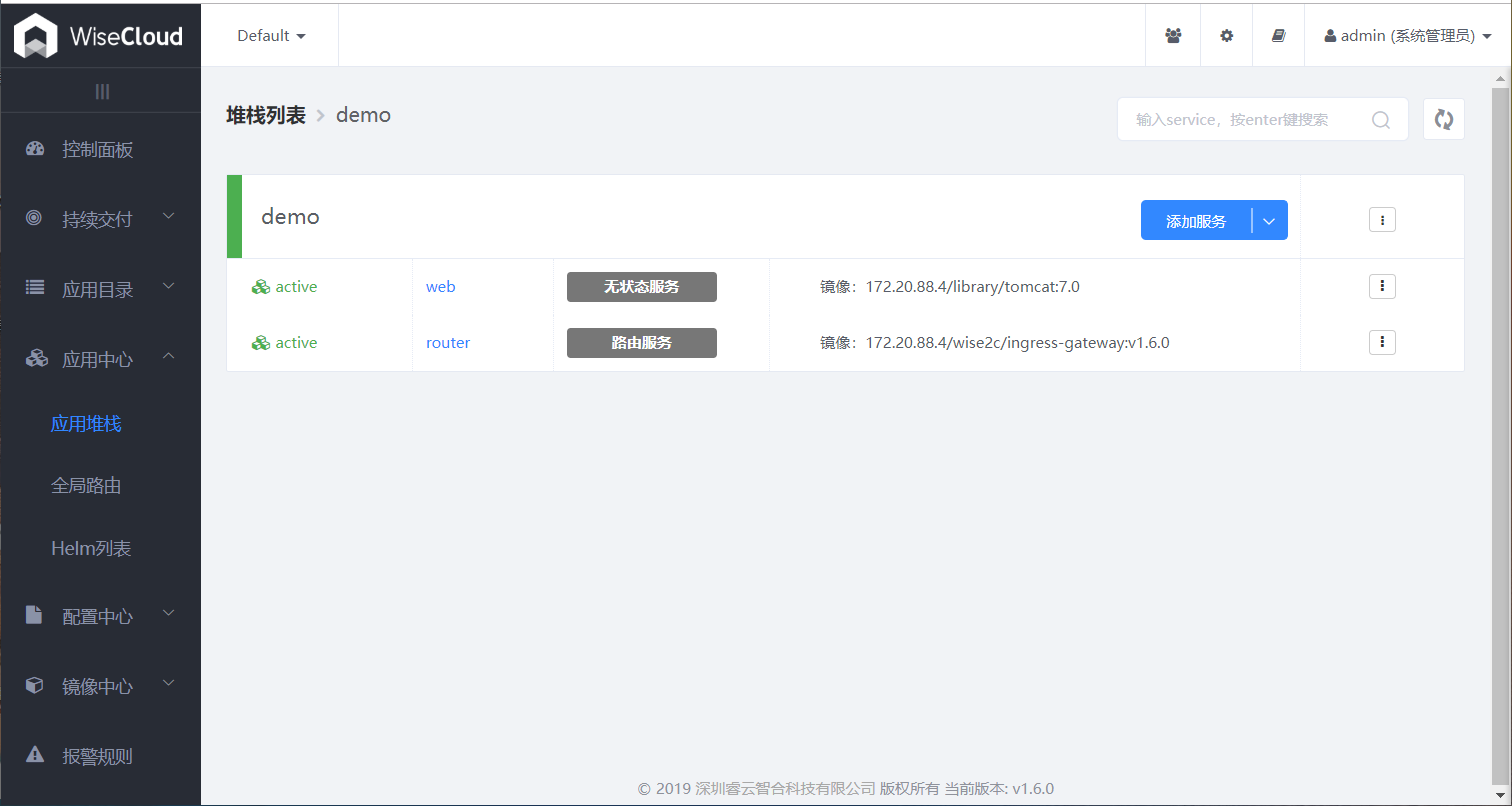 WiseCloud
Default
admin (系统管理员)
控制面板
持续交付
应用目录
应用中心
应用堆栈
全局路由
Helm列表
配置中心
镜像中心
报警规则
堆栈列表 > demo
输入service，按enter键搜索
demo
添加服务
active web 无状态服务 镜像：172.20.88.4/library/tomcat:7.0
active router 路由服务 镜像：172.20.88.4/wise2c/ingress-gateway:v1.6.0
© 2019 深圳睿云智合科技有限公司 版权所有 当前版本: v1.6.0